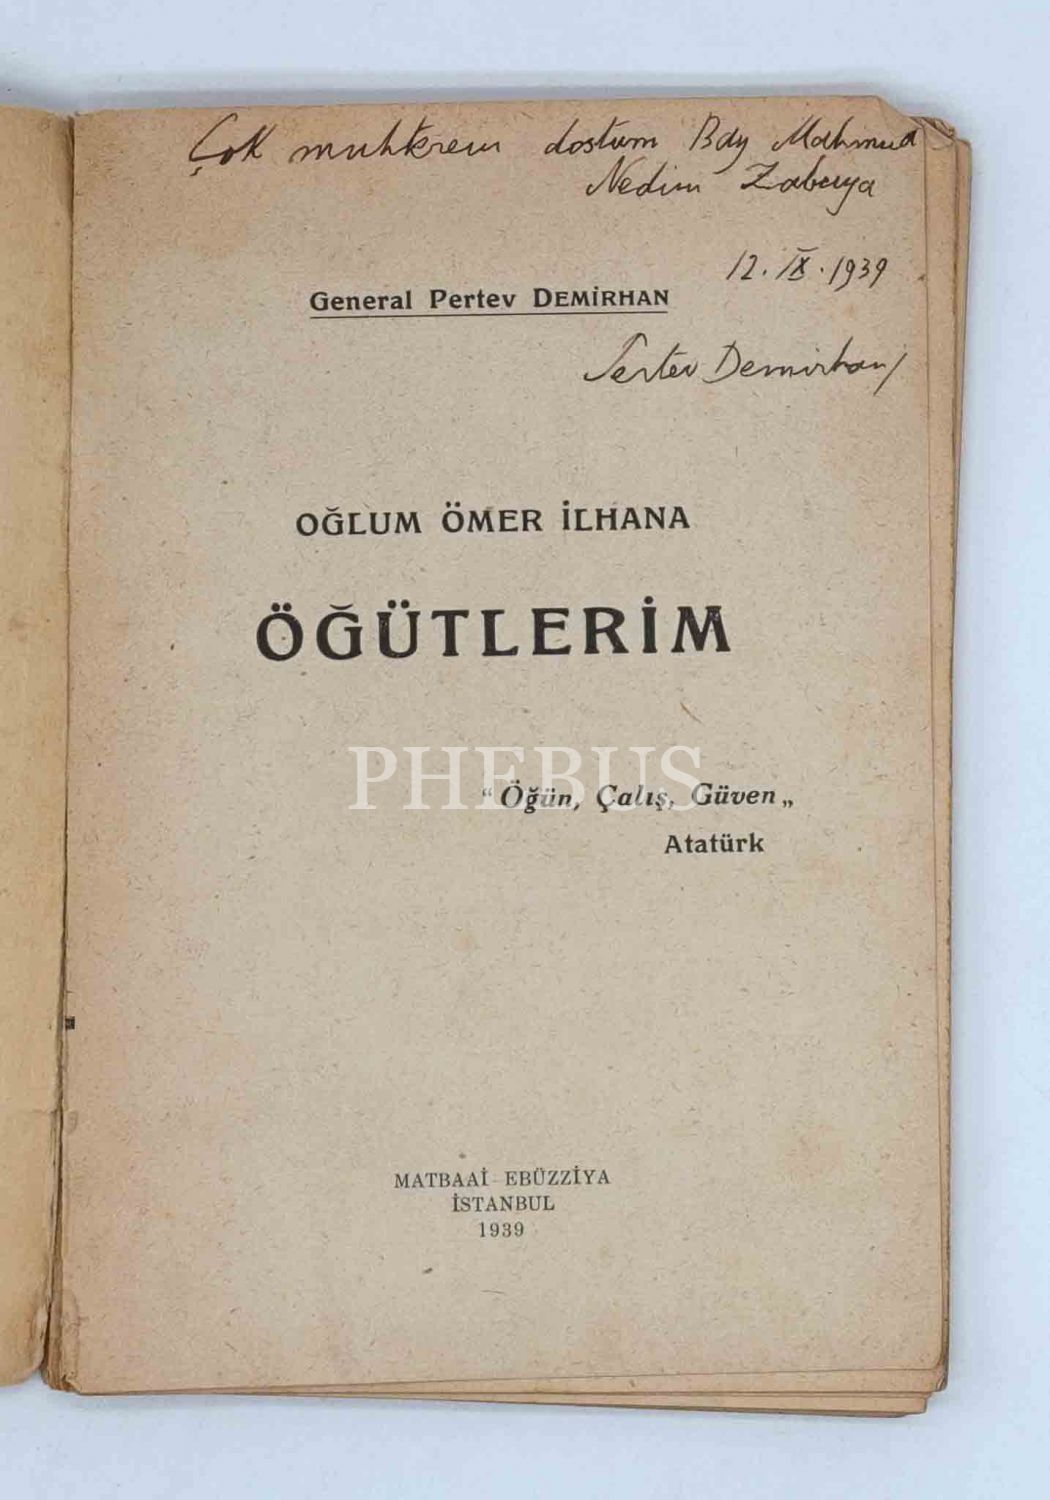 Çok muhterem dostum Bay Mahmud
Nedim Zabcıya
12. IX. 1939
General Pertev DEMİRHAN
Pertev Demirhan
OĞLUM ÖMER İLHANA
ÖĞÜTLERİM
PHEBUS
“Öğün, Çalış, Güven„
Atatürk
MATBAAİ EBÜZZİYA
İSTANBUL
1939